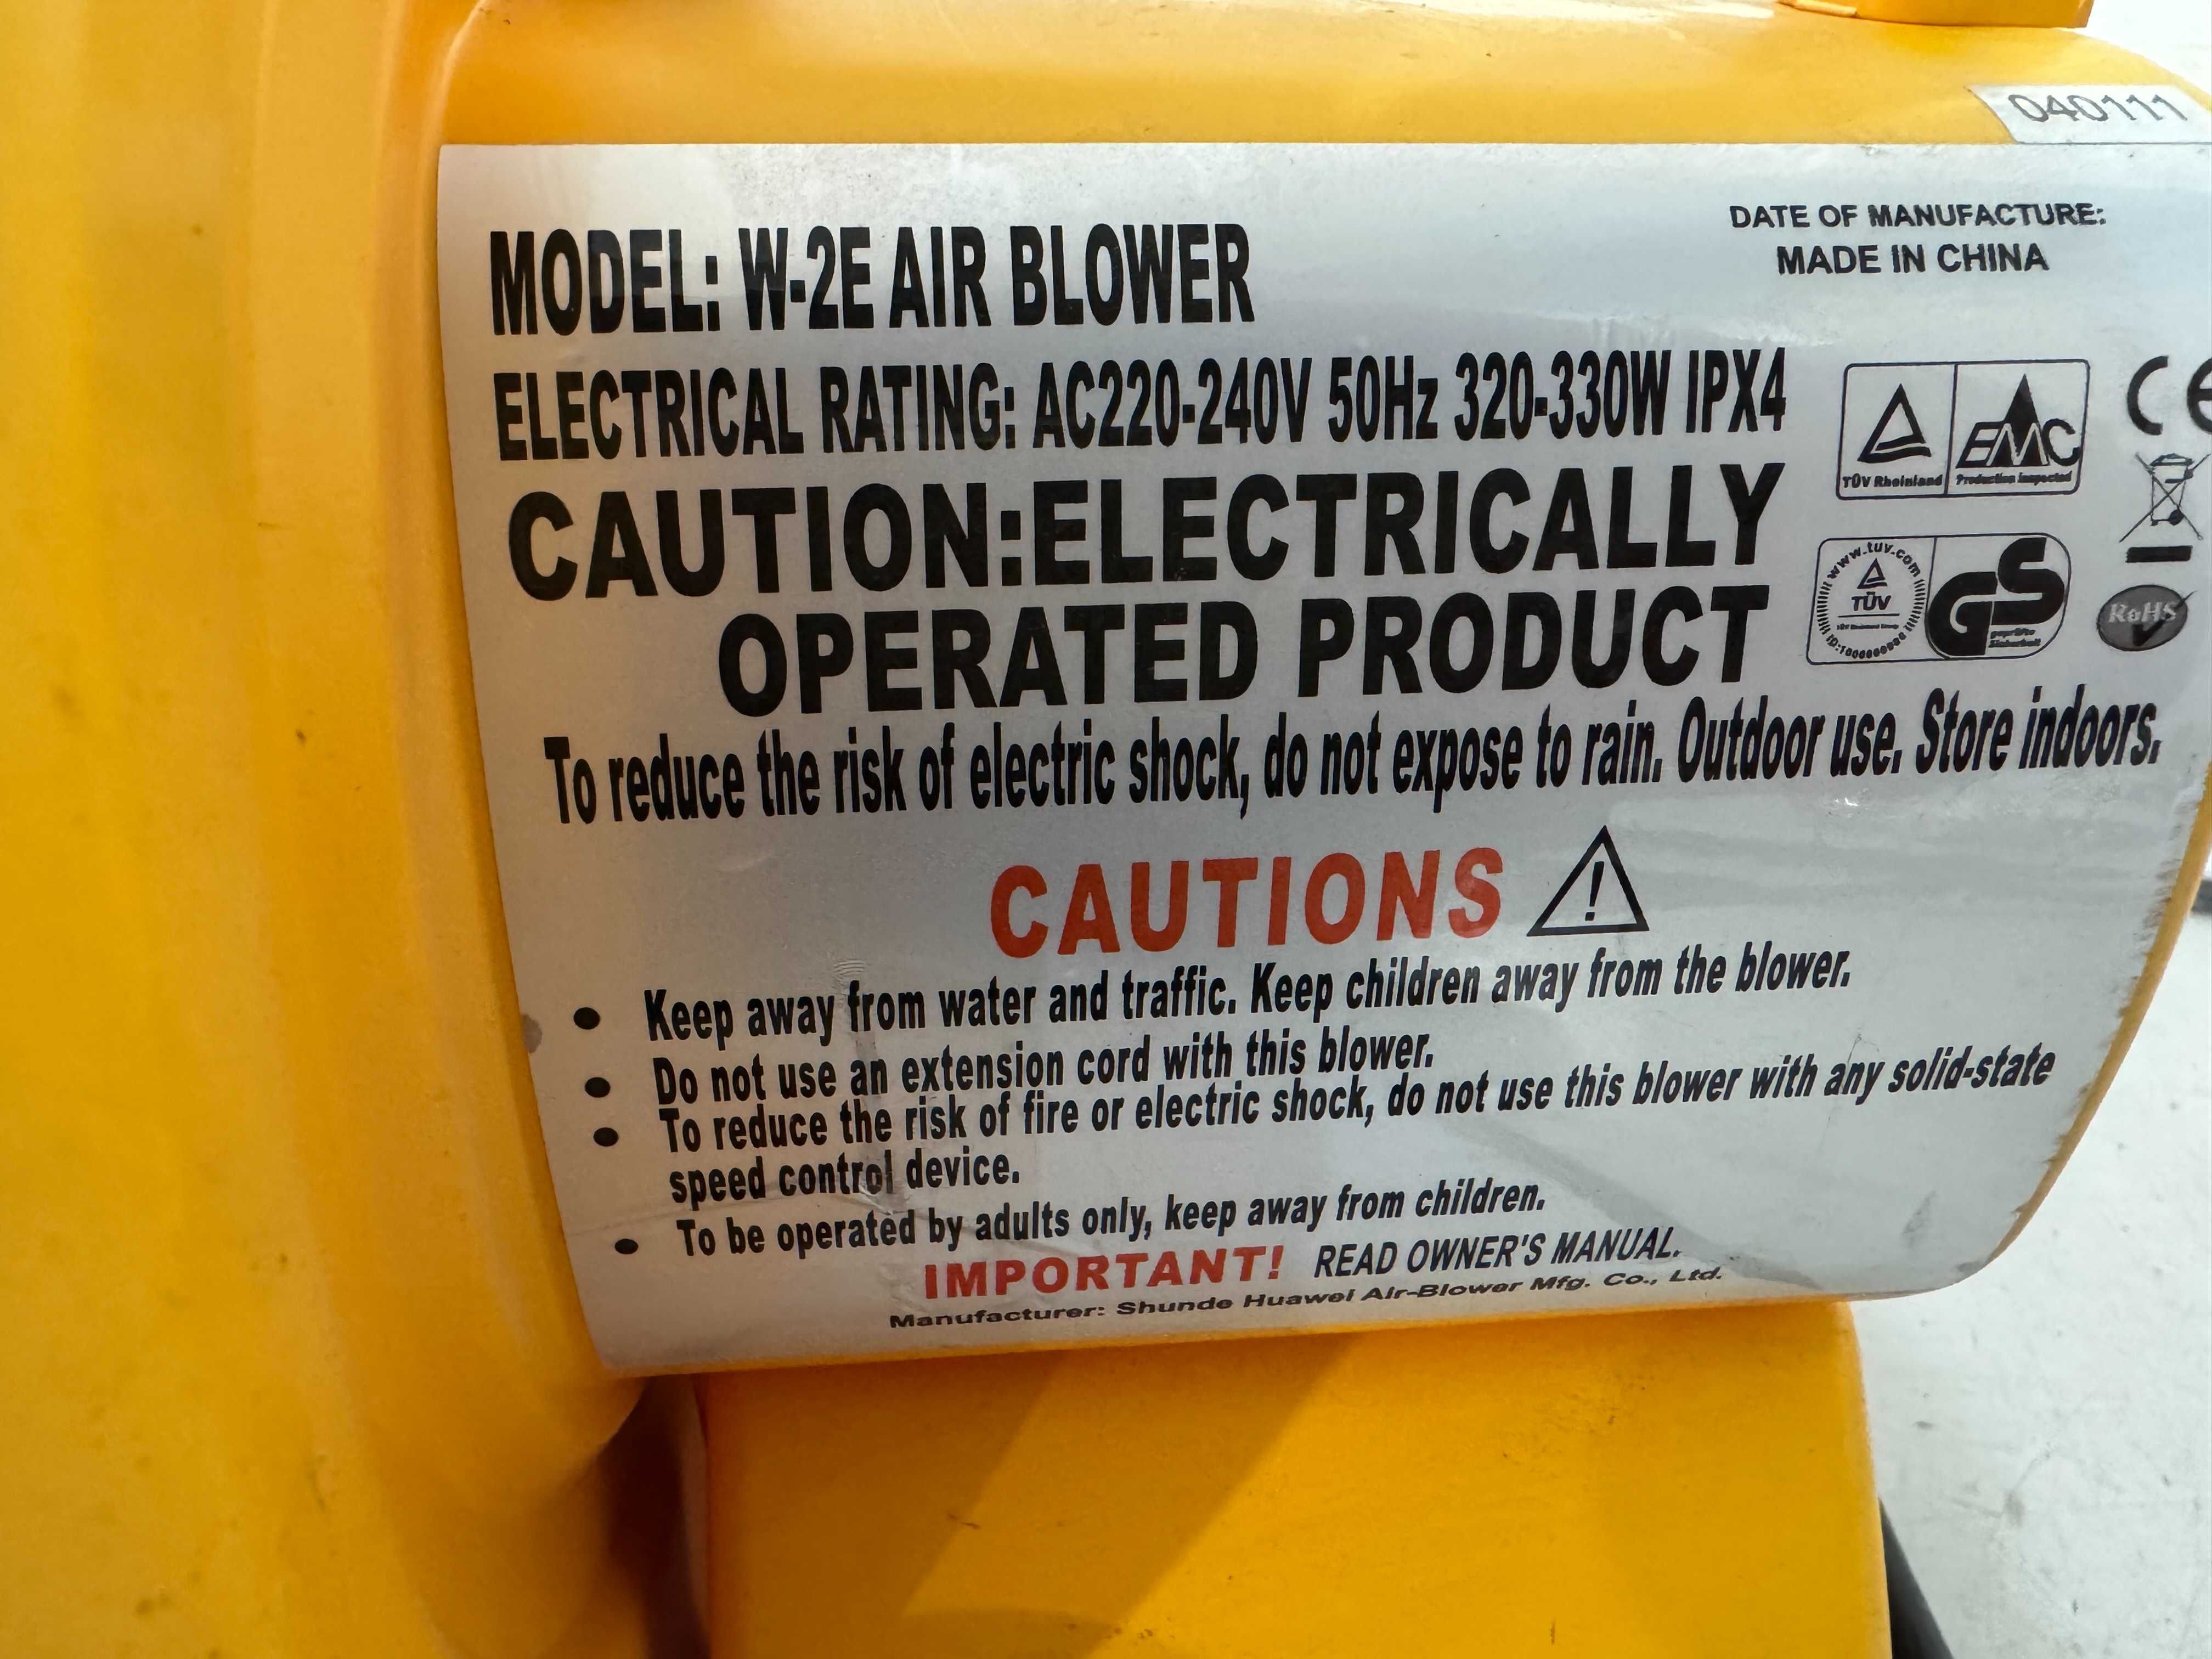 040111
MODEL: W-2E AIR BLOWER
DATE OF MANUFACTURE:
MADE IN CHINA
ELECTRICAL RATING: AC220-240V 50Hz 320-330W IPX4
TÜV Rheinland
EMC
Production inspected
CE
CAUTION:ELECTRICALLY
OPERATED PRODUCT
www.tuv.com
TÜV
GS
geprüfte
Sicherheit
RoHS
To reduce the risk of electric shock, do not expose to rain. Outdoor use. Store indoors.
CAUTIONS !
• Keep away from water and traffic. Keep children away from the blower.
• Do not use an extension cord with this blower.
• To reduce the risk of fire or electric shock, do not use this blower with any solid-state
speed control device.
• To be operated by adults only, keep away from children.
IMPORTANT! READ OWNER'S MANUAL.
Manufacturer: Shunde Huawei Air-Blower Mfg. Co., Ltd.